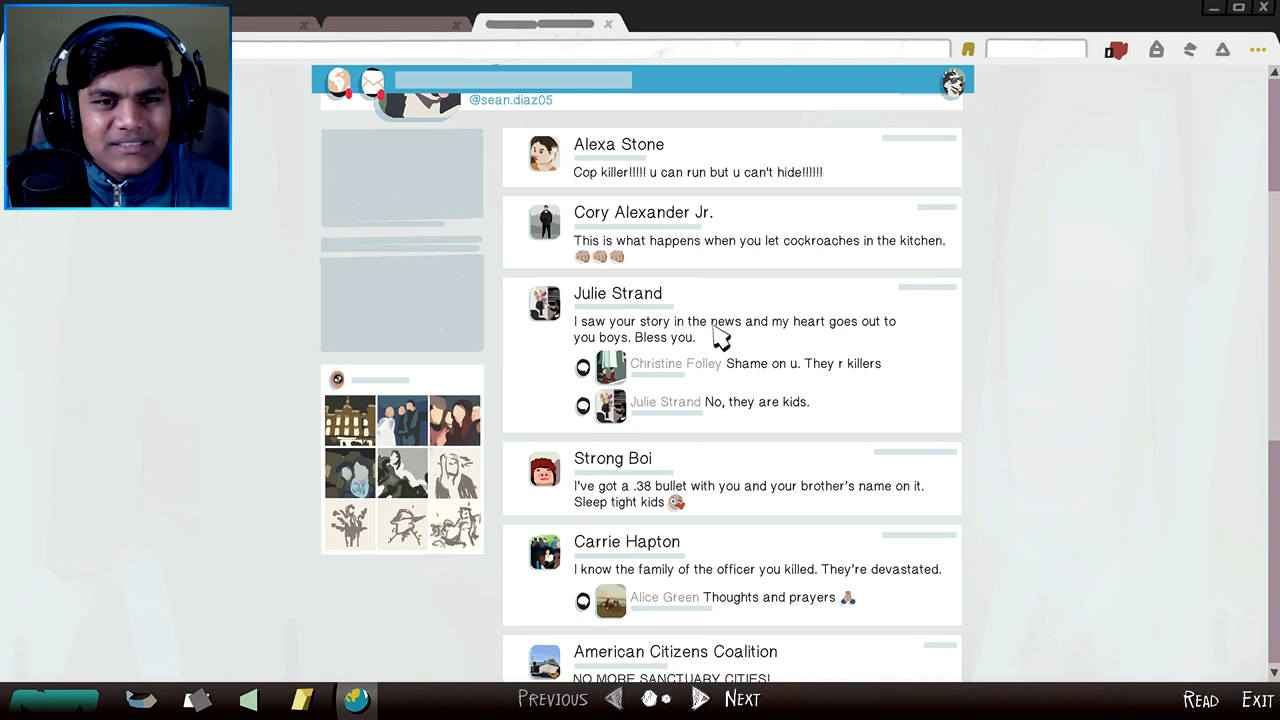 @sean.diaz05
Alexa Stone
Cop killer!!!!! u can run but u can't hide!!!!!!
Cory Alexander Jr.
This is what happens when you let cockroaches in the kitchen.
👊🏼👊🏼👊🏼
Julie Strand
I saw your story in the news and my heart goes out to
you boys. Bless you.
Christine Folley Shame on u. They r killers
Julie Strand No, they are kids.
Strong Boi
I've got a .38 bullet with you and your brother's name on it.
Sleep tight kids 😘
Carrie Hapton
I know the family of the officer you killed. They're devastated.
Alice Green Thoughts and prayers 🙏🏼
American Citizens Coalition
NO MORE SANCTUARY CITIES!
PREVIOUS NEXT READ EXIT